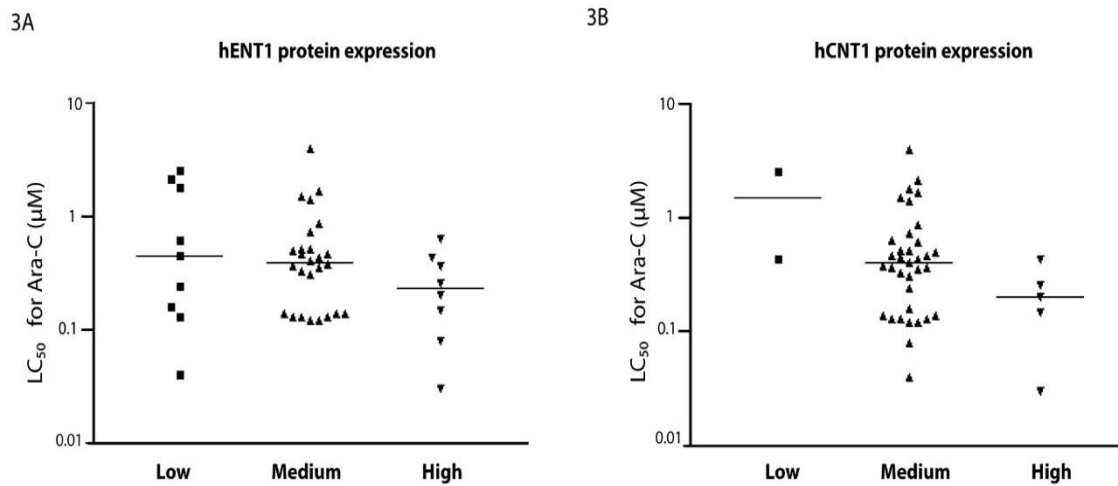 3A
hENT1 protein expression
LC₅₀ for Ara-C (µM)
10
1
0.1
0.01
Low Medium High
3B
hCNT1 protein expression
LC₅₀ for Ara-C (µM)
10
1
0.1
0.01
Low Medium High